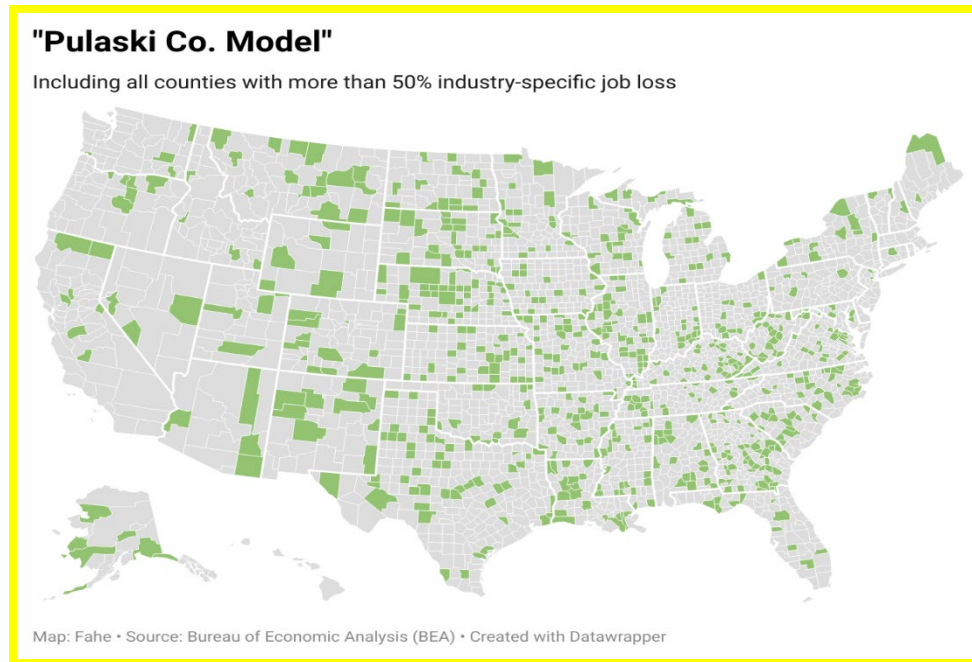 "Pulaski Co. Model"
Including all counties with more than 50% industry-specific job loss
Map: Fahe • Source: Bureau of Economic Analysis (BEA) • Created with Datawrapper